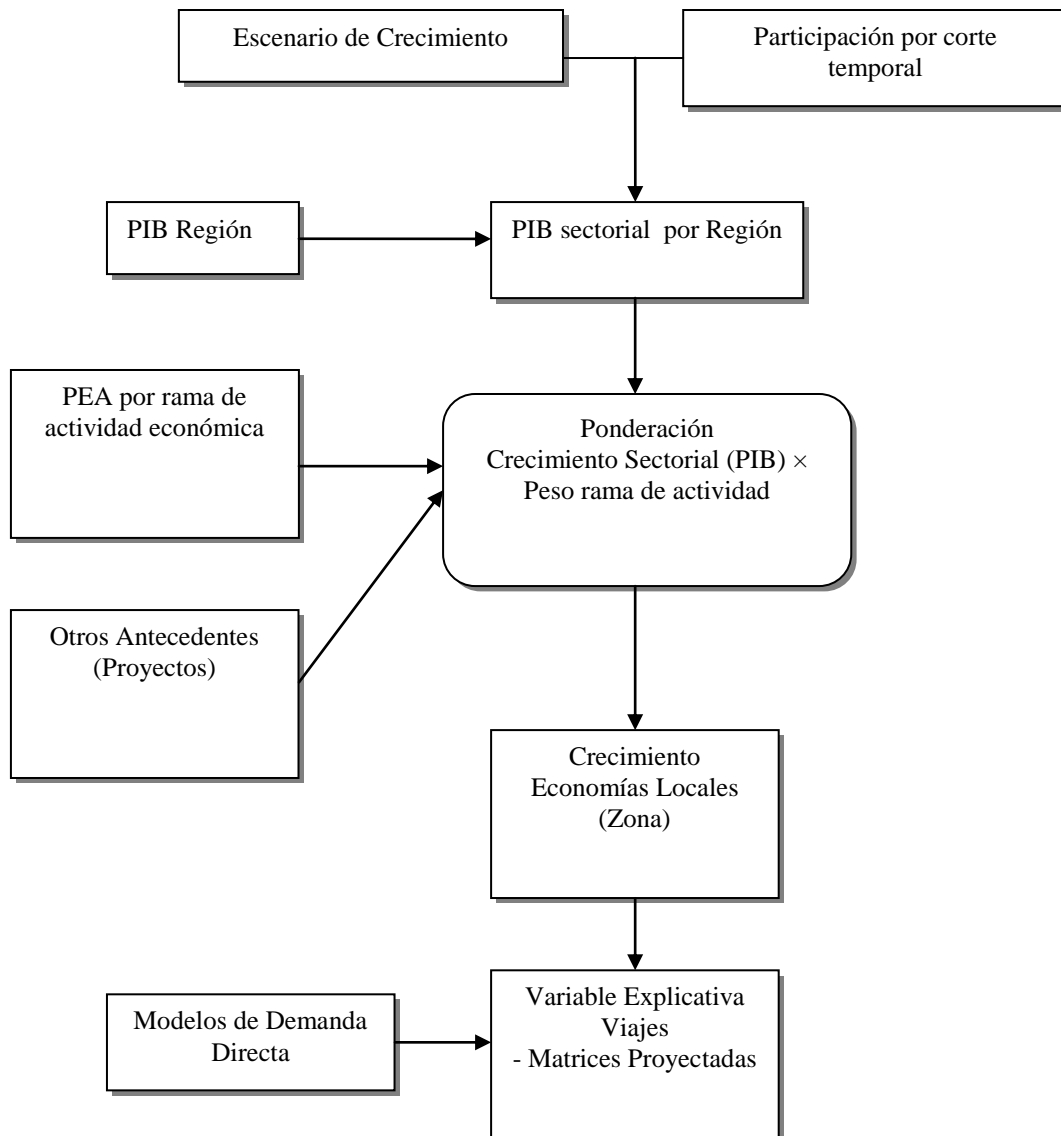 Escenario de Crecimiento
Participación por corte
temporal
PIB Región
PIB sectorial por Región
PEA por rama de
actividad económica
Ponderación
Crecimiento Sectorial (PIB) ×
Peso rama de actividad
Otros Antecedentes
(Proyectos)
Crecimiento
Economías Locales
(Zona)
Modelos de Demanda
Directa
Variable Explicativa
Viajes
- Matrices Proyectadas